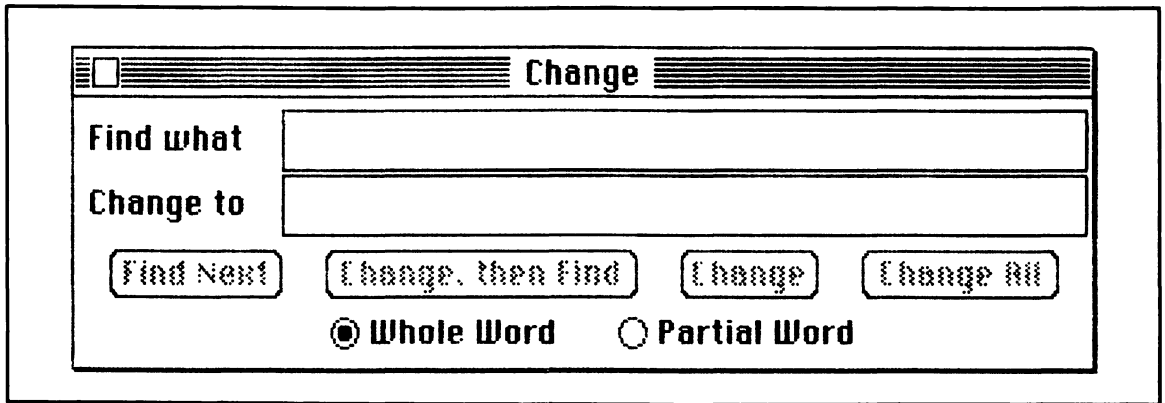 Change
Find what
Change to
Find Next Change, then Find Change Change All
Whole Word Partial Word